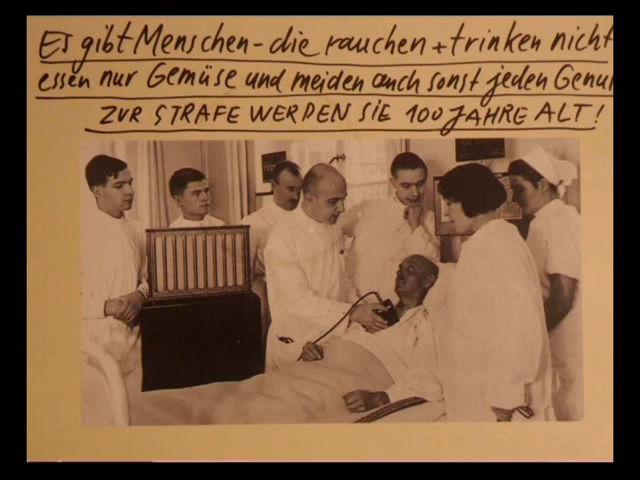 Es gibt Menschen - die rauchen + trinken nicht
essen nur Gemüse und meiden auch sonst jeden
ZUR STRAFE WERDEN SIE 100 JAHRE ALT!